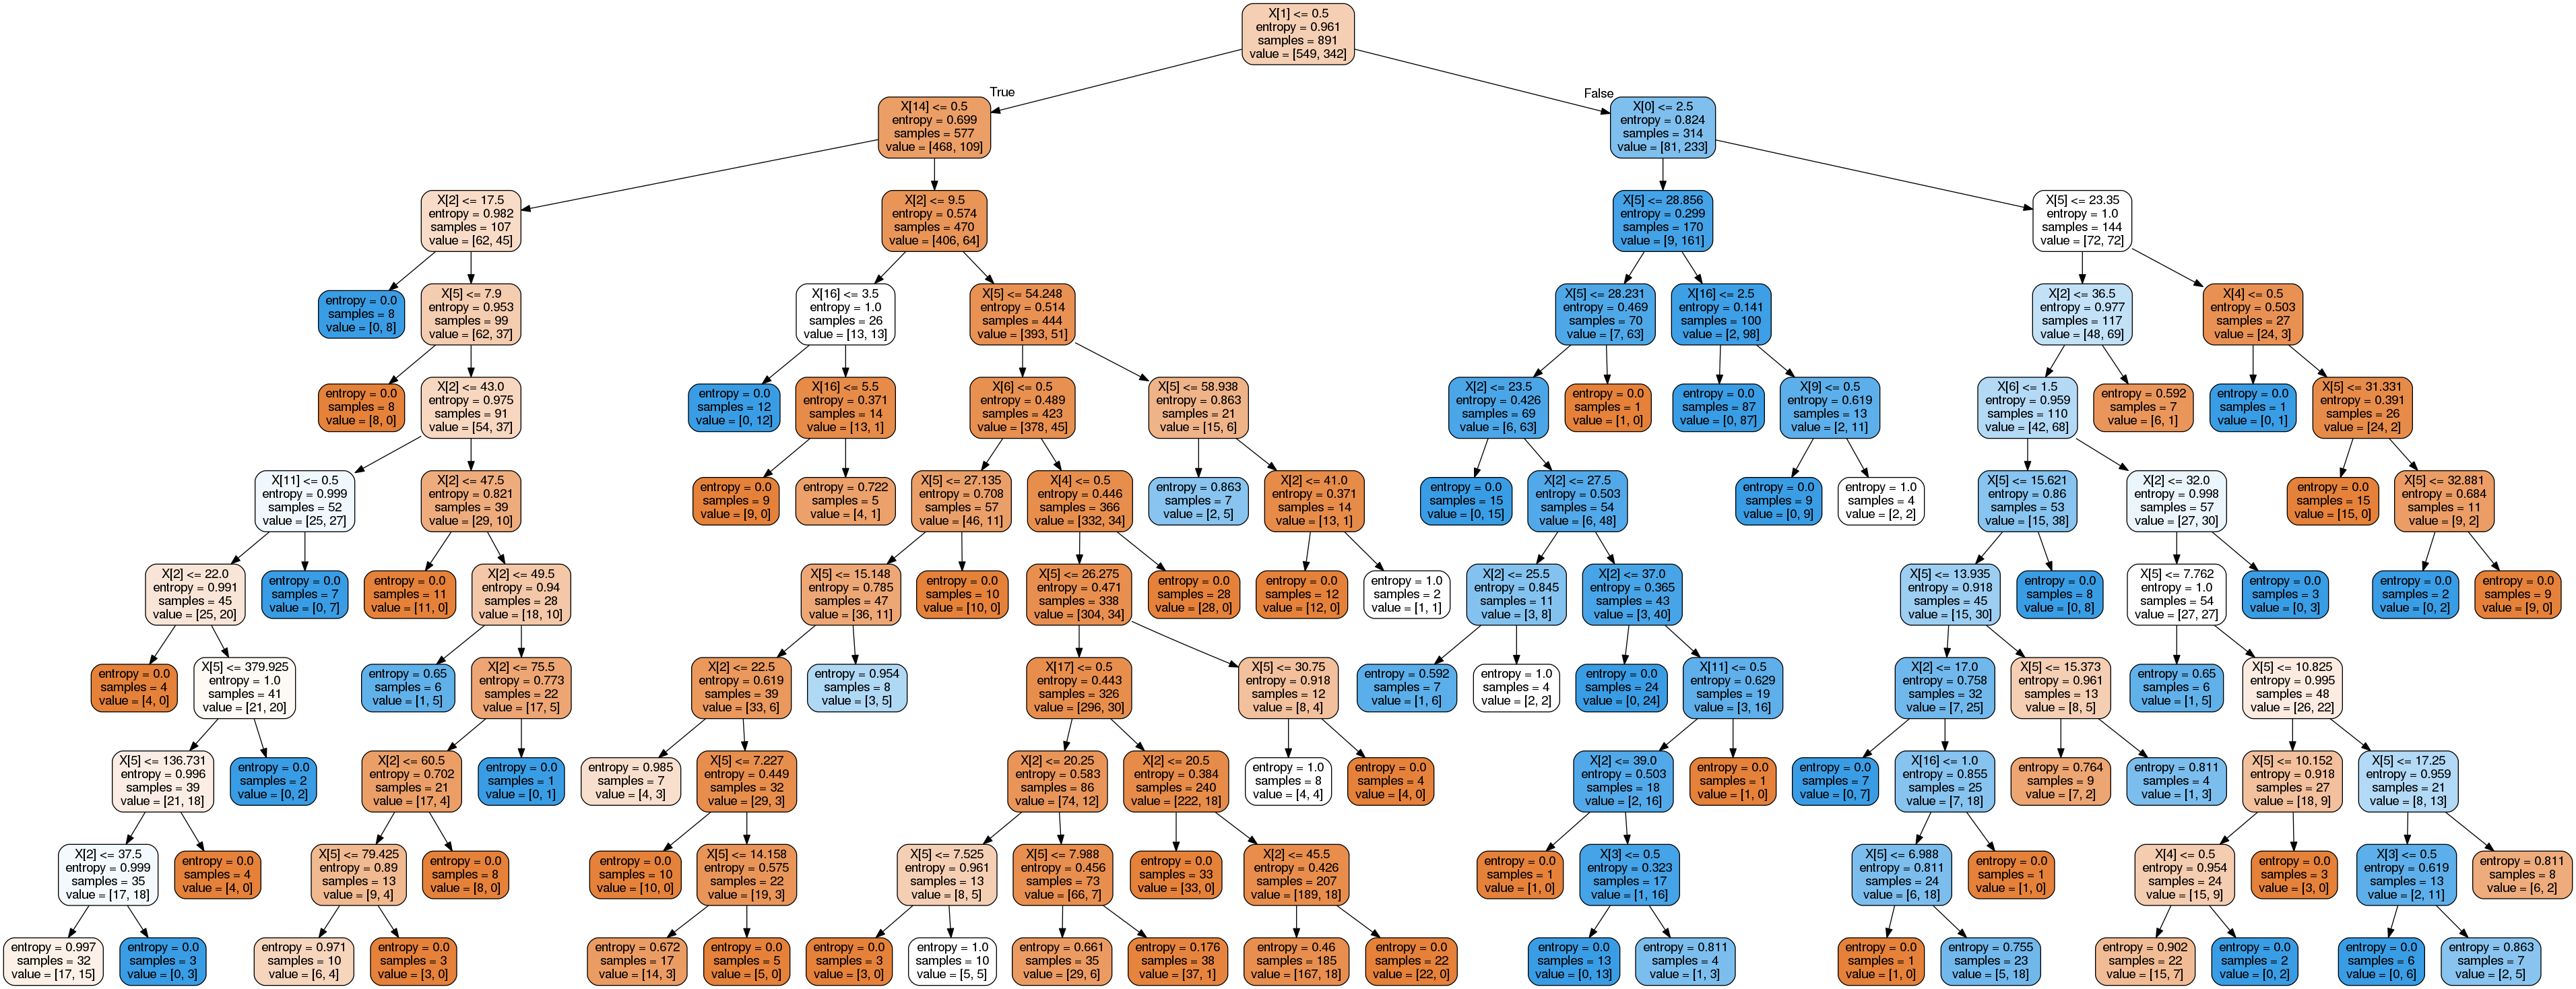 X[1] <= 0.5
entropy = 0.961
samples = 891
value = [549, 342]
True
False
X[14] <= 0.5
entropy = 0.699
samples = 577
value = [468, 109]
X[0] <= 2.5
entropy = 0.824
samples = 314
value = [81, 233]
X[2] <= 17.5
entropy = 0.982
samples = 107
value = [62, 45]
X[2] <= 9.5
entropy = 0.574
samples = 470
value = [406, 64]
X[5] <= 28.856
entropy = 0.299
samples = 170
value = [9, 161]
X[5] <= 23.35
entropy = 1.0
samples = 144
value = [72, 72]
entropy = 0.0
samples = 8
value = [0, 8]
X[5] <= 7.9
entropy = 0.953
samples = 99
value = [62, 37]
X[16] <= 3.5
entropy = 1.0
samples = 26
value = [13, 13]
X[5] <= 54.248
entropy = 0.514
samples = 444
value = [393, 51]
X[5] <= 28.231
entropy = 0.469
samples = 70
value = [7, 63]
X[16] <= 2.5
entropy = 0.141
samples = 100
value = [2, 98]
X[2] <= 36.5
entropy = 0.977
samples = 117
value = [48, 69]
X[4] <= 0.5
entropy = 0.503
samples = 27
value = [24, 3]
entropy = 0.0
samples = 8
value = [8, 0]
X[2] <= 43.0
entropy = 0.975
samples = 91
value = [54, 37]
entropy = 0.0
samples = 12
value = [0, 12]
X[16] <= 5.5
entropy = 0.371
samples = 14
value = [13, 1]
X[6] <= 0.5
entropy = 0.489
samples = 423
value = [378, 45]
X[5] <= 58.938
entropy = 0.863
samples = 21
value = [15, 6]
X[2] <= 23.5
entropy = 0.426
samples = 69
value = [6, 63]
entropy = 0.0
samples = 1
value = [1, 0]
entropy = 0.0
samples = 87
value = [0, 87]
X[9] <= 0.5
entropy = 0.619
samples = 13
value = [2, 11]
X[6] <= 1.5
entropy = 0.959
samples = 110
value = [42, 68]
entropy = 0.592
samples = 7
value = [6, 1]
entropy = 0.0
samples = 1
value = [0, 1]
X[5] <= 31.331
entropy = 0.391
samples = 26
value = [24, 2]
X[11] <= 0.5
entropy = 0.999
samples = 52
value = [25, 27]
X[2] <= 47.5
entropy = 0.821
samples = 39
value = [29, 10]
entropy = 0.0
samples = 9
value = [9, 0]
entropy = 0.722
samples = 5
value = [4, 1]
X[5] <= 27.135
entropy = 0.708
samples = 57
value = [46, 11]
X[4] <= 0.5
entropy = 0.446
samples = 366
value = [332, 34]
entropy = 0.863
samples = 7
value = [2, 5]
X[2] <= 41.0
entropy = 0.371
samples = 14
value = [13, 1]
entropy = 0.0
samples = 15
value = [0, 15]
X[2] <= 27.5
entropy = 0.503
samples = 54
value = [6, 48]
entropy = 0.0
samples = 9
value = [0, 9]
entropy = 1.0
samples = 4
value = [2, 2]
X[5] <= 15.621
entropy = 0.86
samples = 53
value = [15, 38]
X[2] <= 32.0
entropy = 0.998
samples = 57
value = [27, 30]
entropy = 0.0
samples = 15
value = [15, 0]
X[5] <= 32.881
entropy = 0.684
samples = 11
value = [9, 2]
X[2] <= 22.0
entropy = 0.991
samples = 45
value = [25, 20]
entropy = 0.0
samples = 7
value = [0, 7]
entropy = 0.0
samples = 11
value = [11, 0]
X[2] <= 49.5
entropy = 0.94
samples = 28
value = [18, 10]
X[5] <= 15.148
entropy = 0.785
samples = 47
value = [36, 11]
entropy = 0.0
samples = 10
value = [10, 0]
X[5] <= 26.275
entropy = 0.471
samples = 338
value = [304, 34]
entropy = 0.0
samples = 28
value = [28, 0]
entropy = 0.0
samples = 12
value = [12, 0]
entropy = 1.0
samples = 2
value = [1, 1]
X[2] <= 25.5
entropy = 0.845
samples = 11
value = [3, 8]
X[2] <= 37.0
entropy = 0.365
samples = 43
value = [3, 40]
X[5] <= 13.935
entropy = 0.918
samples = 45
value = [15, 30]
entropy = 0.0
samples = 8
value = [0, 8]
X[5] <= 7.762
entropy = 1.0
samples = 54
value = [27, 27]
entropy = 0.0
samples = 3
value = [0, 3]
entropy = 0.0
samples = 2
value = [0, 2]
entropy = 0.0
samples = 9
value = [9, 0]
entropy = 0.0
samples = 4
value = [4, 0]
X[5] <= 379.925
entropy = 1.0
samples = 41
value = [21, 20]
entropy = 0.65
samples = 6
value = [1, 5]
X[2] <= 75.5
entropy = 0.773
samples = 22
value = [17, 5]
X[2] <= 22.5
entropy = 0.619
samples = 39
value = [33, 6]
entropy = 0.954
samples = 8
value = [3, 5]
X[17] <= 0.5
entropy = 0.443
samples = 326
value = [296, 30]
X[5] <= 30.75
entropy = 0.918
samples = 12
value = [8, 4]
entropy = 0.592
samples = 7
value = [1, 6]
entropy = 1.0
samples = 4
value = [2, 2]
entropy = 0.0
samples = 24
value = [0, 24]
X[11] <= 0.5
entropy = 0.629
samples = 19
value = [3, 16]
X[2] <= 17.0
entropy = 0.758
samples = 32
value = [7, 25]
X[5] <= 15.373
entropy = 0.961
samples = 13
value = [8, 5]
entropy = 0.65
samples = 6
value = [1, 5]
X[5] <= 10.825
entropy = 0.995
samples = 48
value = [26, 22]
X[5] <= 136.731
entropy = 0.996
samples = 39
value = [21, 18]
entropy = 0.0
samples = 2
value = [0, 2]
X[2] <= 60.5
entropy = 0.702
samples = 21
value = [17, 4]
entropy = 0.0
samples = 1
value = [0, 1]
entropy = 0.985
samples = 7
value = [4, 3]
X[5] <= 7.227
entropy = 0.449
samples = 32
value = [29, 3]
X[2] <= 20.25
entropy = 0.583
samples = 86
value = [74, 12]
X[2] <= 20.5
entropy = 0.384
samples = 240
value = [222, 18]
entropy = 1.0
samples = 8
value = [4, 4]
entropy = 0.0
samples = 4
value = [4, 0]
X[2] <= 39.0
entropy = 0.503
samples = 18
value = [2, 16]
entropy = 0.0
samples = 1
value = [1, 0]
entropy = 0.0
samples = 7
value = [0, 7]
X[16] <= 1.0
entropy = 0.855
samples = 25
value = [7, 18]
entropy = 0.764
samples = 9
value = [7, 2]
entropy = 0.811
samples = 4
value = [1, 3]
X[5] <= 10.152
entropy = 0.918
samples = 27
value = [18, 9]
X[5] <= 17.25
entropy = 0.959
samples = 21
value = [8, 13]
X[2] <= 37.5
entropy = 0.999
samples = 35
value = [17, 18]
entropy = 0.0
samples = 4
value = [4, 0]
X[5] <= 79.425
entropy = 0.89
samples = 13
value = [9, 4]
entropy = 0.0
samples = 8
value = [8, 0]
entropy = 0.0
samples = 10
value = [10, 0]
X[5] <= 14.158
entropy = 0.575
samples = 22
value = [19, 3]
X[5] <= 7.525
entropy = 0.961
samples = 13
value = [8, 5]
X[5] <= 7.988
entropy = 0.456
samples = 73
value = [66, 7]
entropy = 0.0
samples = 33
value = [33, 0]
X[2] <= 45.5
entropy = 0.426
samples = 207
value = [189, 18]
entropy = 0.0
samples = 1
value = [1, 0]
X[3] <= 0.5
entropy = 0.323
samples = 17
value = [1, 16]
X[5] <= 6.988
entropy = 0.811
samples = 24
value = [6, 18]
entropy = 0.0
samples = 1
value = [1, 0]
X[4] <= 0.5
entropy = 0.954
samples = 24
value = [15, 9]
entropy = 0.0
samples = 3
value = [3, 0]
X[3] <= 0.5
entropy = 0.619
samples = 13
value = [2, 11]
entropy = 0.811
samples = 8
value = [6, 2]
entropy = 0.997
samples = 32
value = [17, 15]
entropy = 0.0
samples = 3
value = [0, 3]
entropy = 0.971
samples = 10
value = [6, 4]
entropy = 0.0
samples = 3
value = [3, 0]
entropy = 0.672
samples = 17
value = [14, 3]
entropy = 0.0
samples = 5
value = [5, 0]
entropy = 0.0
samples = 3
value = [3, 0]
entropy = 1.0
samples = 10
value = [5, 5]
entropy = 0.661
samples = 35
value = [29, 6]
entropy = 0.176
samples = 38
value = [37, 1]
entropy = 0.46
samples = 185
value = [167, 18]
entropy = 0.0
samples = 22
value = [22, 0]
entropy = 0.0
samples = 13
value = [0, 13]
entropy = 0.811
samples = 4
value = [1, 3]
entropy = 0.0
samples = 1
value = [1, 0]
entropy = 0.755
samples = 23
value = [5, 18]
entropy = 0.902
samples = 22
value = [15, 7]
entropy = 0.0
samples = 2
value = [0, 2]
entropy = 0.0
samples = 6
value = [0, 6]
entropy = 0.863
samples = 7
value = [2, 5]